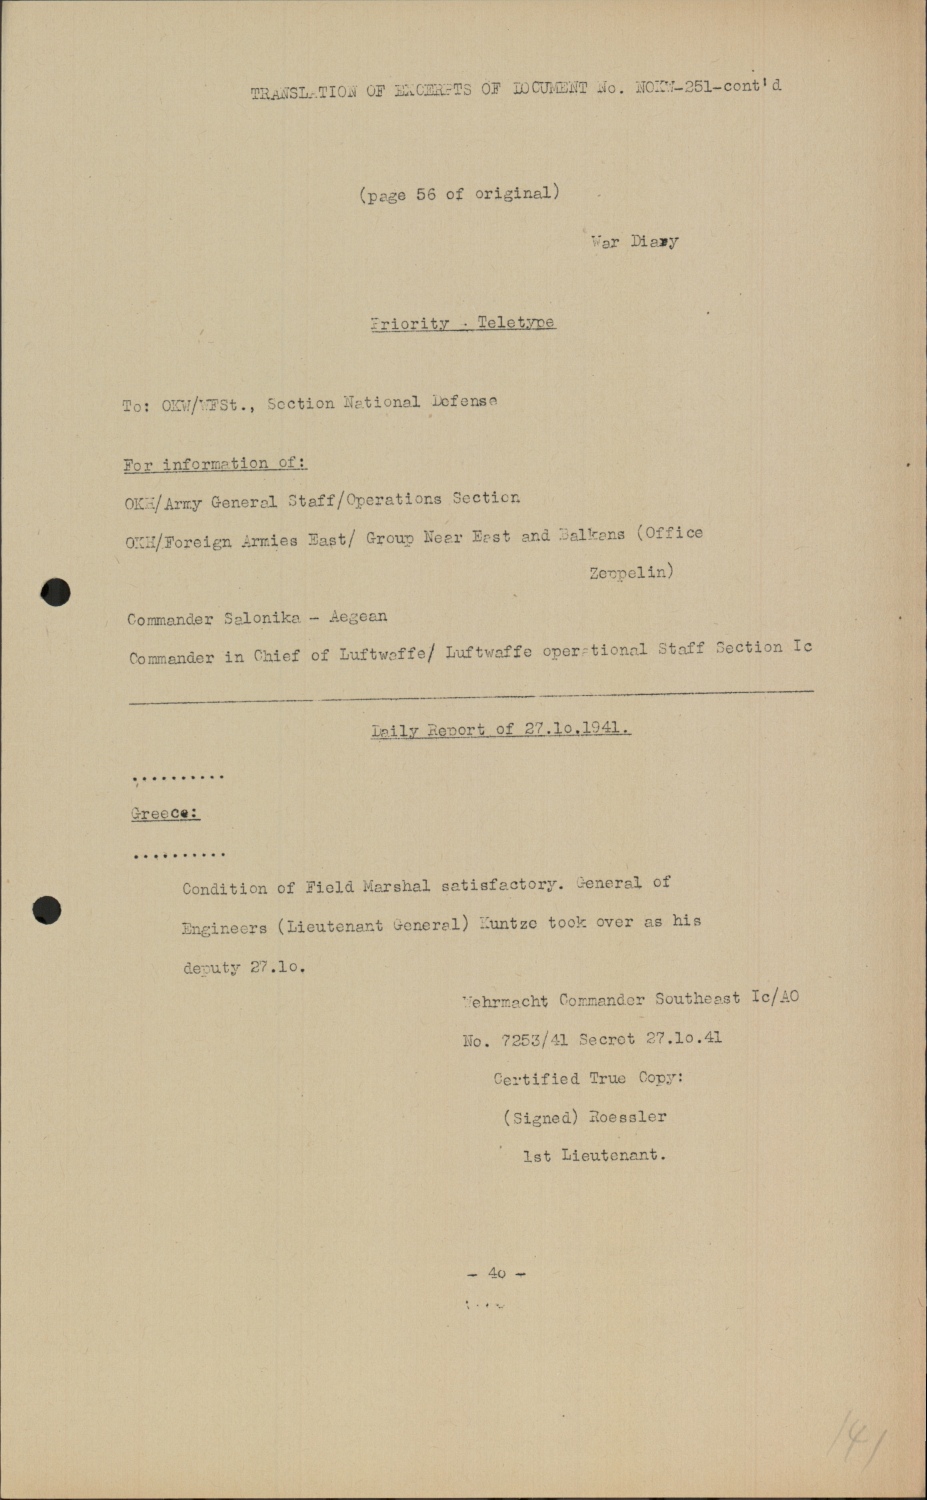 TRANSLATION OF EXCERPTS OF DOCUMENT No. NOKW-251-cont'd
(page 56 of original)
War Diary
Priority - Teletype
To: OKW/WFSt., Section National Defense
For information of:
OKH/Army General Staff/Operations Section
OKH/Foreign Armies East/ Group Near East and Balkans (Office
Zeppelin)
Commander Salonika - Aegean
Commander in Chief of Luftwaffe/ Luftwaffe operational Staff Section Ic
Daily Report of 27.10.1941.
..........
Greece:
..........
Condition of Field Marshal satisfactory. General of
Engineers (Lieutenant General) Kuntze took over as his
deputy 27.10.
Wehrmacht Commander Southeast Ic/AO
No. 7253/41 Secret 27.10.41
Certified True Copy:
(Signed) Roessler
1st Lieutenant.
- 40 -
141